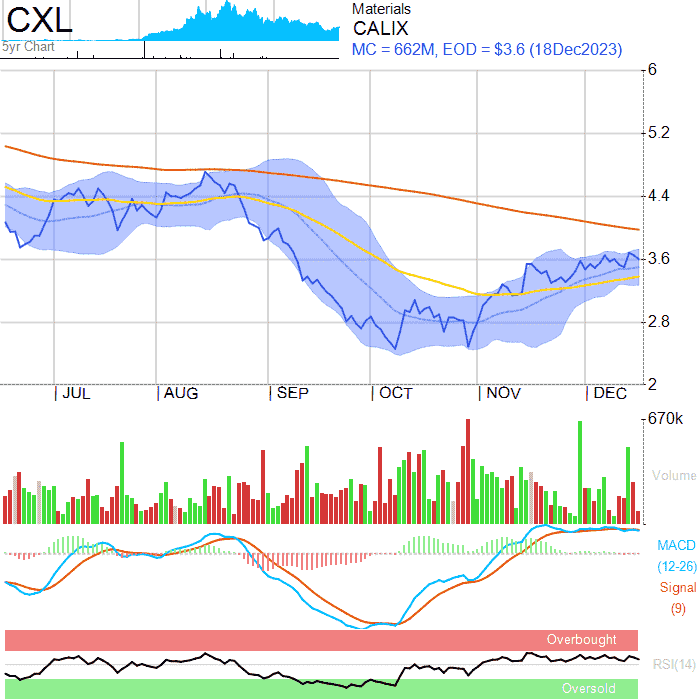 CXL
5yr Chart
Materials
CALIX
MC = 662M, EOD = $3.6 (18Dec2023)
6
5.2
4.4
3.6
2.8
2
JUL AUG SEP OCT NOV DEC
670k
Volume
MACD
(12-26)
Signal
(9)
Overbought
RSI(14)
Oversold